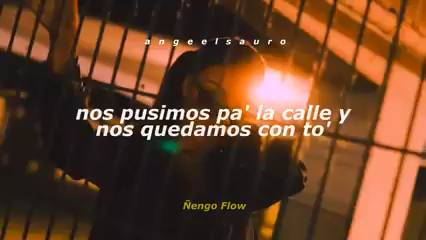 angeelsauro
nos pusimos pa' la calle y
nos quedamos con to'
Ñengo Flow